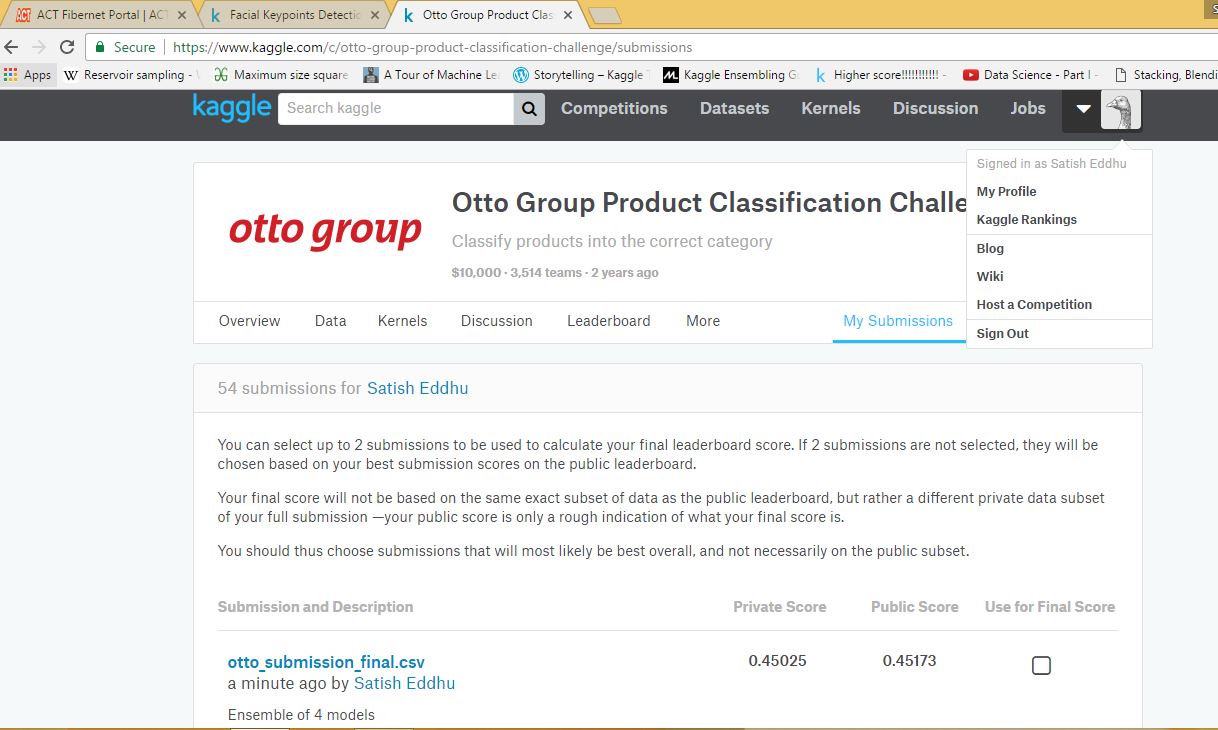 ACT Fibernet Portal | ACT
Facial Keypoints Detectio
Otto Group Product Clas
Secure https://www.kaggle.com/c/otto-group-product-classification-challenge/submissions
Apps Reservoir sampling - Maximum size square A Tour of Machine Le Storytelling – Kaggle Kaggle Ensembling Gu Higher score!!!!!!!!!!! - Data Science - Part I - Stacking, Blendi
kaggle Search kaggle Competitions Datasets Kernels Discussion Jobs
Signed in as Satish Eddhu
My Profile
Kaggle Rankings
Blog
Wiki
Host a Competition
Sign Out
otto group
Otto Group Product Classification Challe
Classify products into the correct category
$10,000 · 3,514 teams · 2 years ago
Overview Data Kernels Discussion Leaderboard More My Submissions
54 submissions for Satish Eddhu
You can select up to 2 submissions to be used to calculate your final leaderboard score. If 2 submissions are not selected, they will be
chosen based on your best submission scores on the public leaderboard.
Your final score will not be based on the same exact subset of data as the public leaderboard, but rather a different private data subset
of your full submission —your public score is only a rough indication of what your final score is.
You should thus choose submissions that will most likely be best overall, and not necessarily on the public subset.
Submission and Description Private Score Public Score Use for Final Score
otto_submission_final.csv 0.45025 0.45173
a minute ago by Satish Eddhu
Ensemble of 4 models